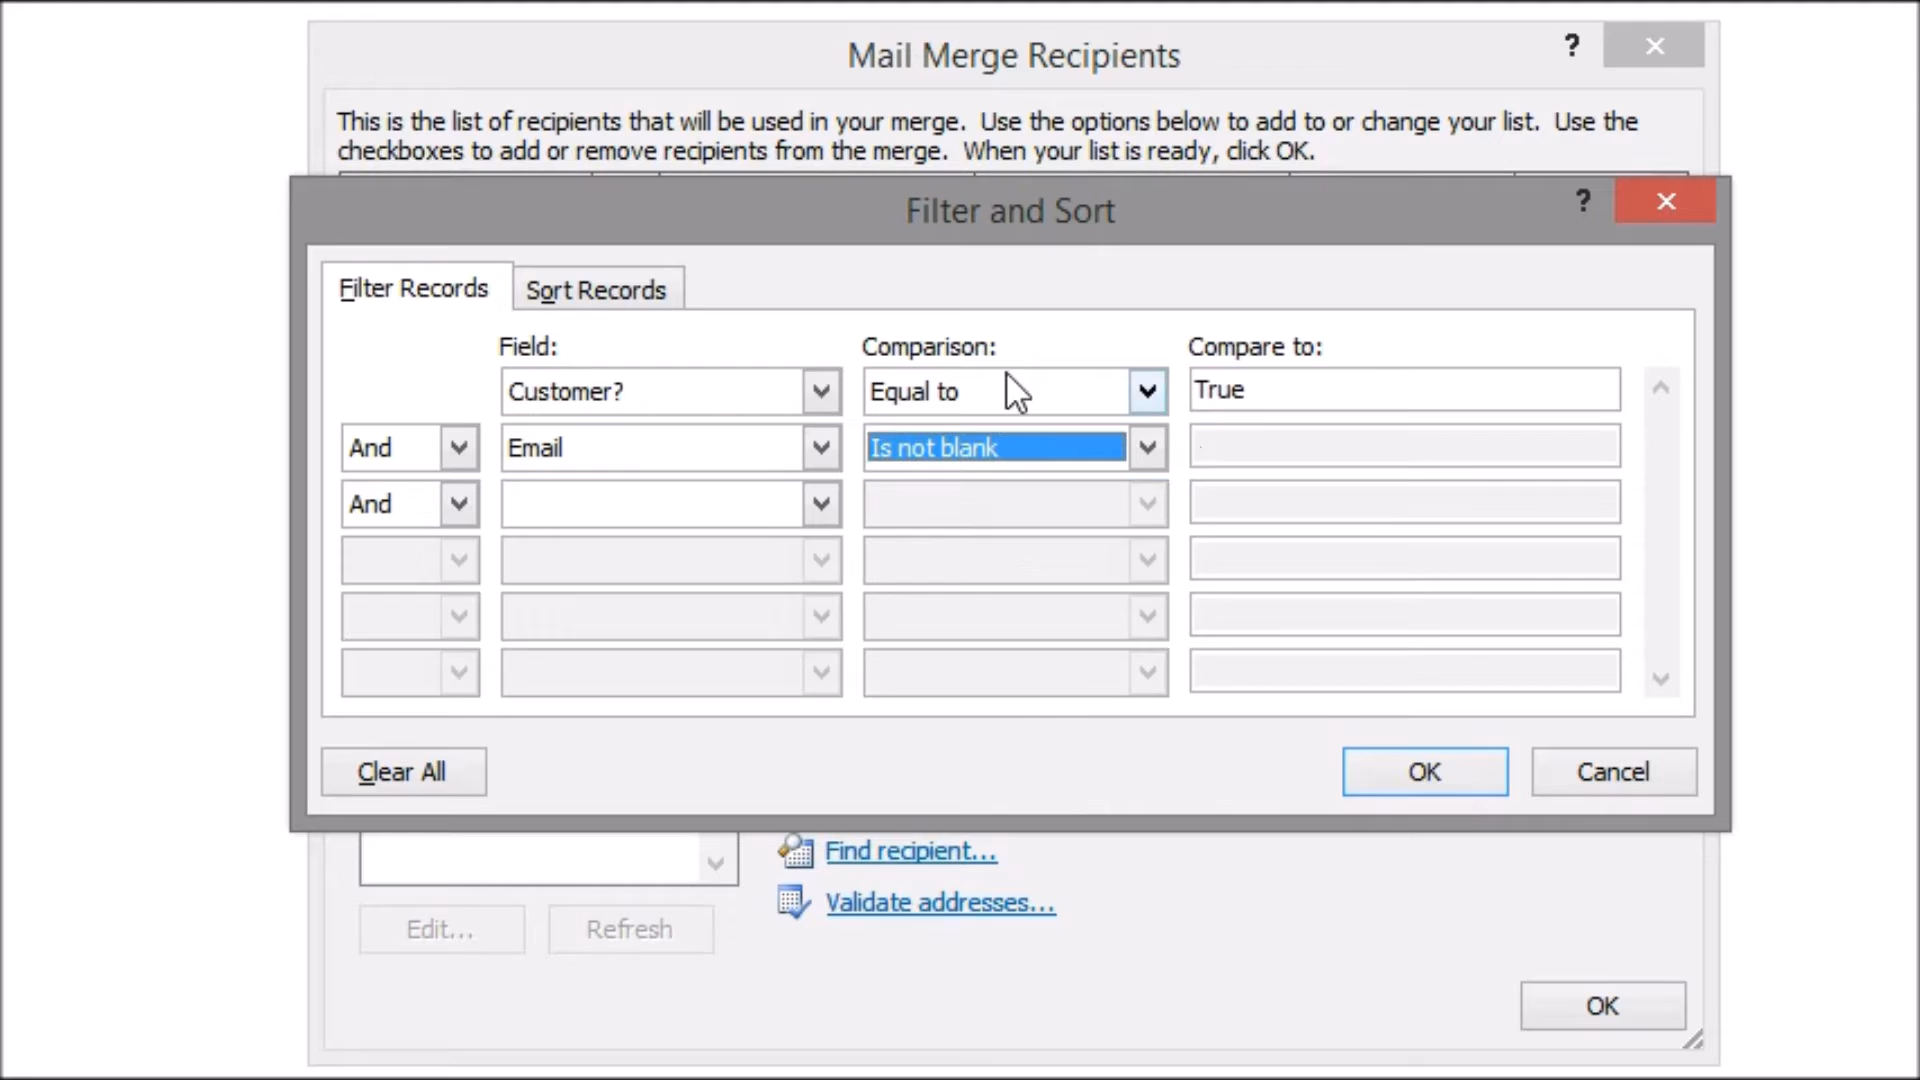 Mail Merge Recipients
?
This is the list of recipients that will be used in your merge.  Use the options below to add to or change your list.  Use the
checkboxes to add or remove recipients from the merge.  When your list is ready, click OK.
Filter and Sort
?
Filter Records
Sort Records
Field:
Comparison:
Compare to:
Customer?
Equal to
True
And
Email
Is not blank
And
Clear All
OK
Cancel
Find recipient...
Validate addresses...
Edit...
Refresh
OK